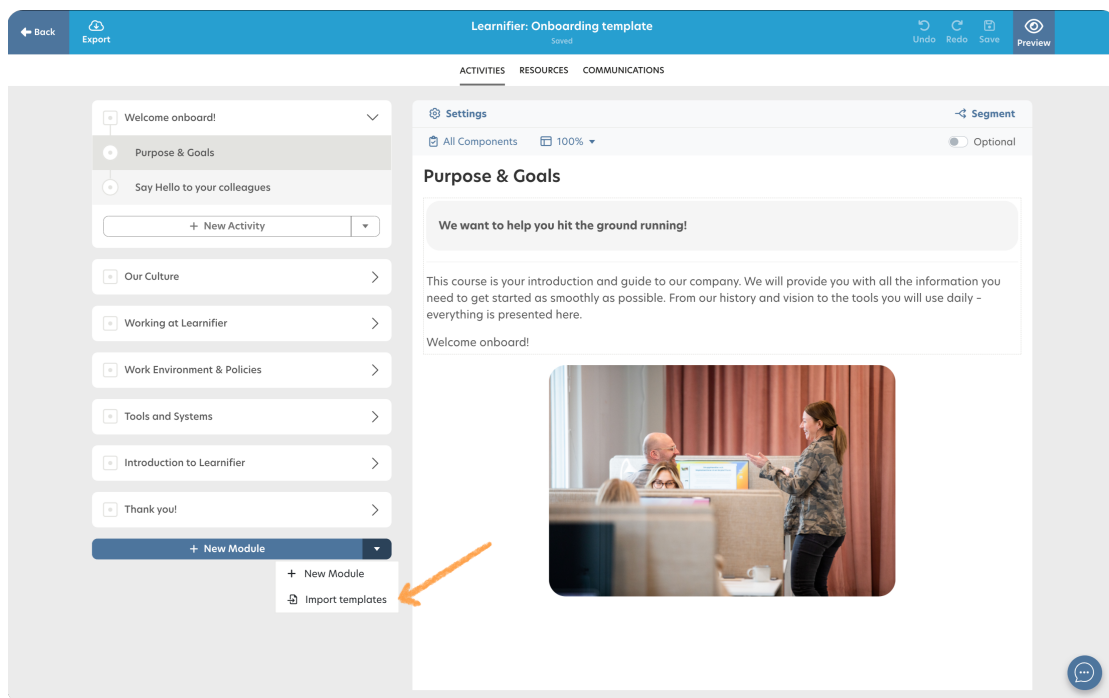 Back
Export
Learnifier: Onboarding template
Saved
Undo
Redo
Save
Preview
ACTIVITIES
RESOURCES
COMMUNICATIONS
Welcome onboard!
Purpose & Goals
Say Hello to your colleagues
+ New Activity
Our Culture
Working at Learnifier
Work Environment & Policies
Tools and Systems
Introduction to Learnifier
Thank you!
+ New Module
+ New Module
Import templates
Settings
Segment
All Components
100%
Optional
Purpose & Goals
We want to help you hit the ground running!
This course is your introduction and guide to our company. We will provide you with all the information you
need to get started as smoothly as possible. From our history and vision to the tools you will use daily –
everything is presented here.
Welcome onboard!